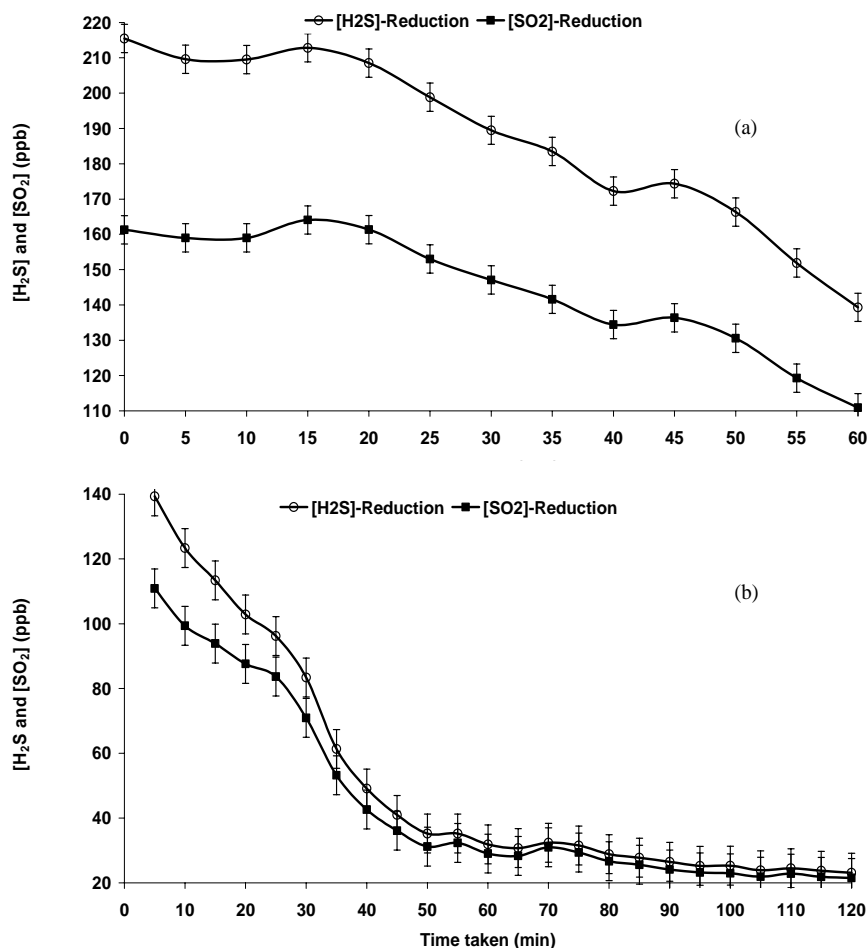 [H2S]-Reduction [SO2]-Reduction
220
210
200
190
180
170
160
150
140
130
120
110
[H₂S] and [SO₂] (ppb)
(a)
0 5 10 15 20 25 30 35 40 45 50 55 60
[H2S]-Reduction [SO2]-Reduction
140
120
100
80
60
40
20
[H₂S and [SO₂] (ppb)
(b)
0 10 20 30 40 50 60 70 80 90 100 110 120
Time taken (min)